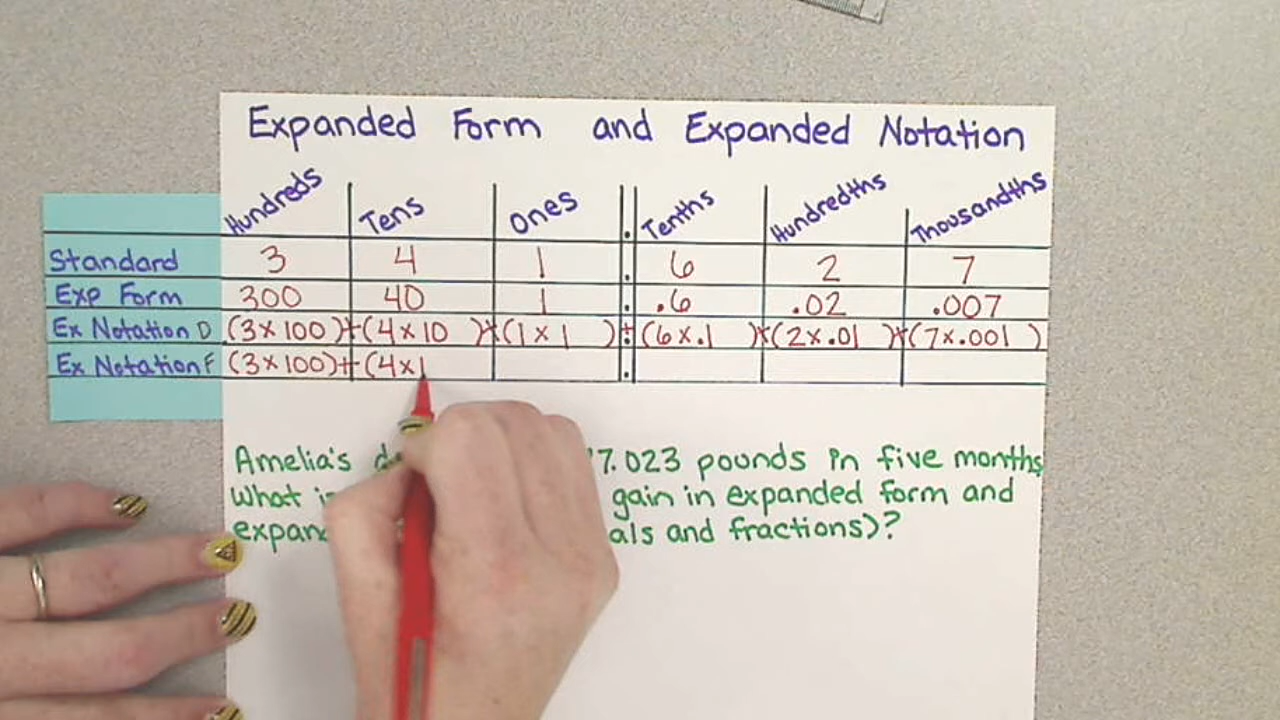 Expanded Form and Expanded Notation
Hundreds Tens Ones . Tenths Hundredths Thousandths
Standard 3 4 1 . 6 2 7
Exp Form 300 40 1 . .6 .02 .007
Ex Notation D (3×100)+(4×10)+(1×1)+(6×.1)+(2×.01)+(7×.001)
Ex Notation F (3×100)+(4×1 .
Amelia's 7.023 pounds in five months
What gain in expanded form and
and fractions)?